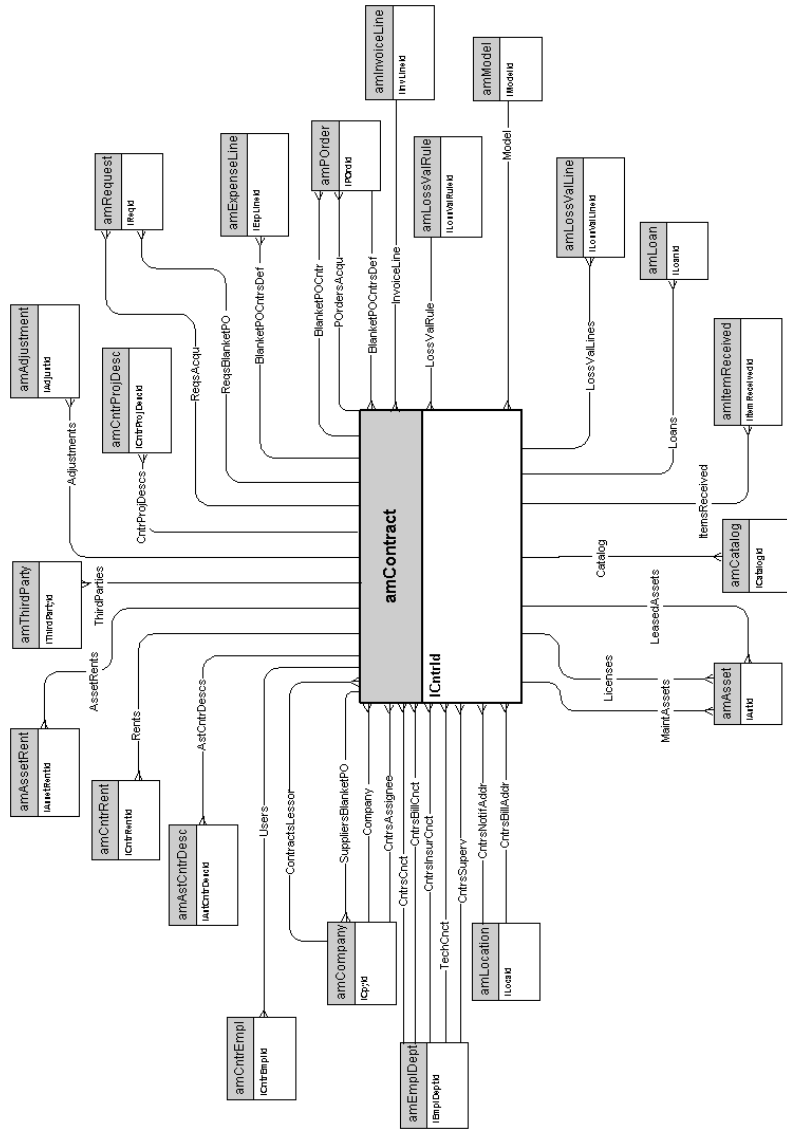 amContract
lCntrId
amAssetRent
lAssetRentId
AssetRents
amThirdParty
lThirdPartyId
ThirdParties
amAdjustment
lAdjustId
Adjustments
amRequest
lReqId
ReqsAcqu
ReqsBlanketPO
amCntrProjDesc
lCntrProjDescId
CntrProjDescs
amCntrRent
lCntrRentId
Rents
amAstCntrDesc
lAstCntrDescId
AstCntrDescs
amCntrEmpl
lCntrEmplId
Users
amExpenseLine
lExpLineId
BlanketPOCntrsDef
amPOrder
lPOrdId
BlanketPOCntr
POrdersAcqu
BlanketPOCntrsDef
amInvoiceLine
lInvLineId
InvoiceLine
amLossValRule
lLossValRuleId
LossValRule
amModel
lModelId
Model
amLossValLine
lLossValLineId
LossValLines
amLoan
lLoanId
Loans
amItemReceived
lItemReceivedId
ItemsReceived
amCatalog
lCatalogId
Catalog
amAsset
lAstId
LeasedAssets
Licenses
MaintAssets
amCompany
lCpyId
ContractsLessor
SuppliersBlanketPO
Company
CntrsAssignee
amEmplDept
lEmplDeptId
CntrsCnct
CntrsBillCnct
CntrsInsurCnct
TechCnct
CntrsSuperv
amLocation
lLocaId
CntrsNotifAddr
CntrsBillAddr